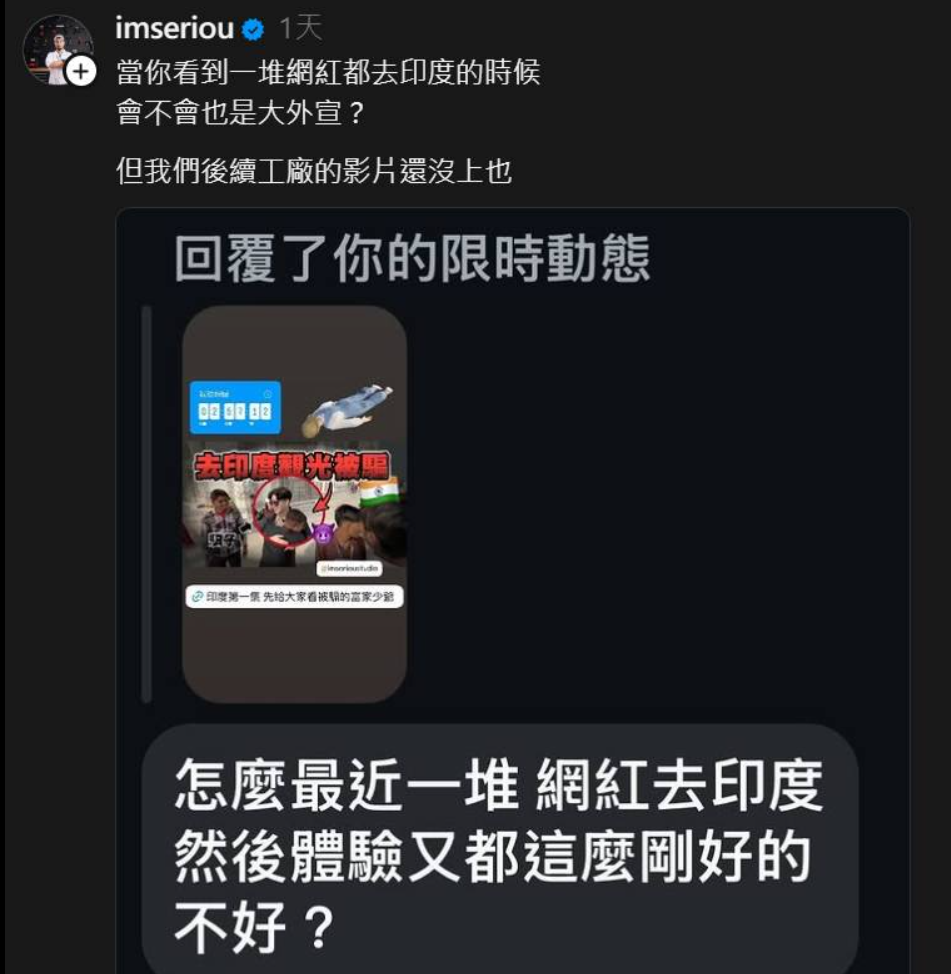 imseriou 1天
當你看到一堆網紅都去印度的時候
會不會也是大外宣？
但我們後續工廠的影片還沒上也
回覆了你的限時動態
02 57 12
去印度觀光被騙
騙子
@imserioustudio
印度第一集 先給大家看被騙的富家少爺
怎麼最近一堆 網紅去印度
然後體驗又都這麼剛好的
不好？